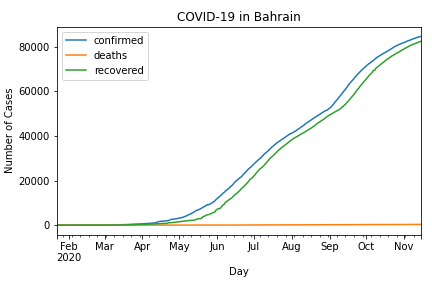 COVID-19 in Bahrain
confirmed
deaths
recovered
Number of Cases
80000
60000
40000
20000
0
Feb Mar Apr May Jun Jul Aug Sep Oct Nov
2020
Day